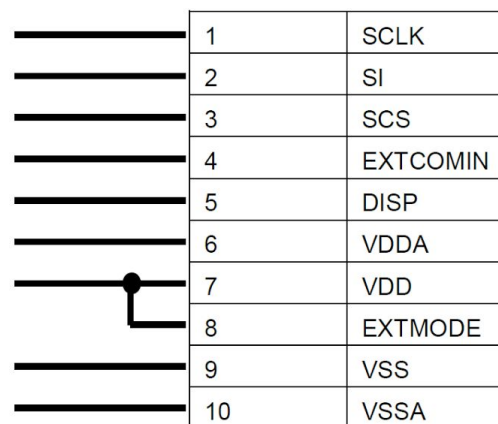 1 SCLK
2 SI
3 SCS
4 EXTCOMIN
5 DISP
6 VDDA
7 VDD
8 EXTMODE
9 VSS
10 VSSA